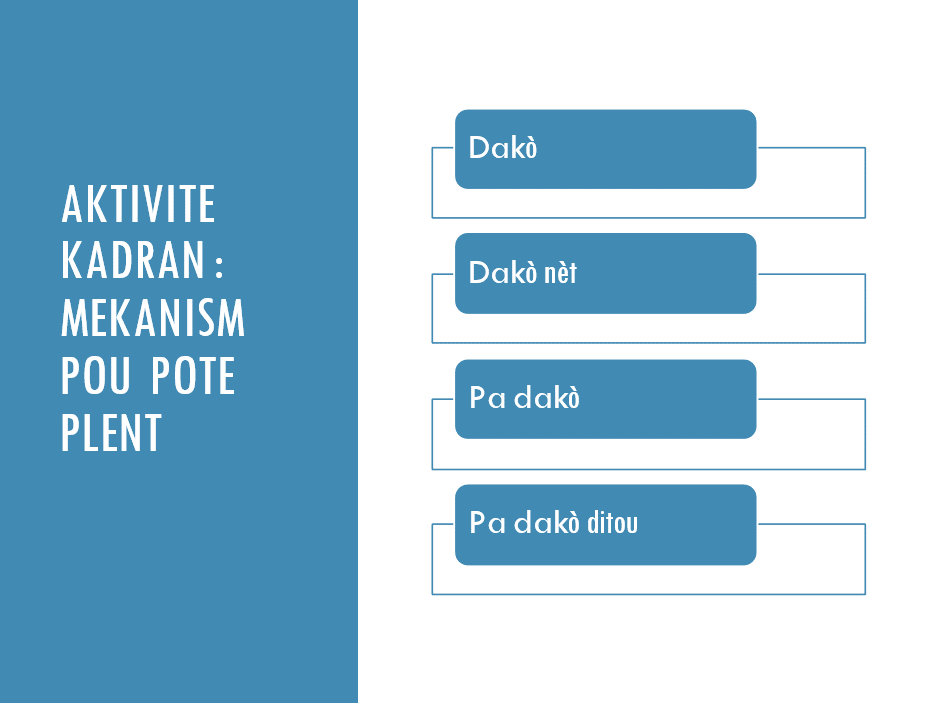 AKTIVITE
KADRAN :
MEKANISM
POU POTE
PLENT
Dakò
Dakò nèt
Pa dakò
Pa dakò ditou